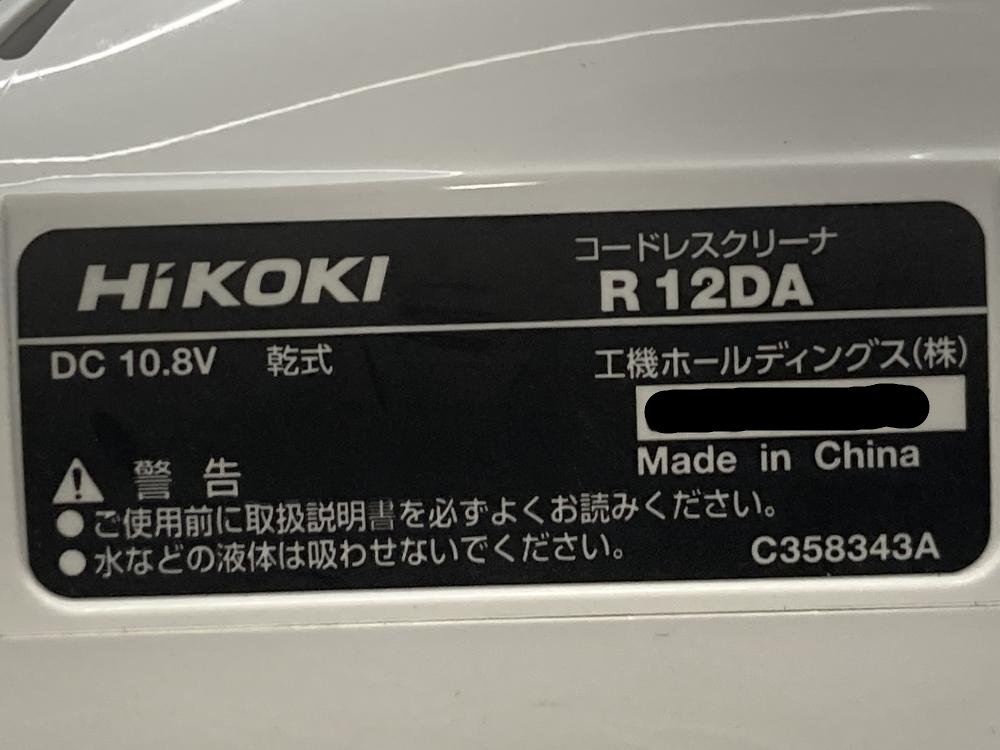 HiKOKI
コードレスクリーナ
R 12DA
DC 10.8V 乾式
工機ホールディングス(株)
Made in China
警告
●ご使用前に取扱説明書を必ずよくお読みください。
●水などの液体は吸わせないでください。
C358343A